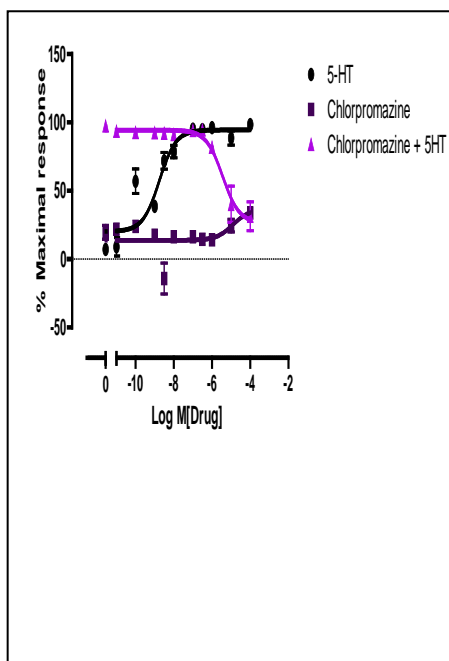 5-HT
Chlorpromazine
Chlorpromazine + 5HT
% Maximal response
150
100
50
0
-50
0 -10 -8 -6 -4 -2
Log M[Drug]